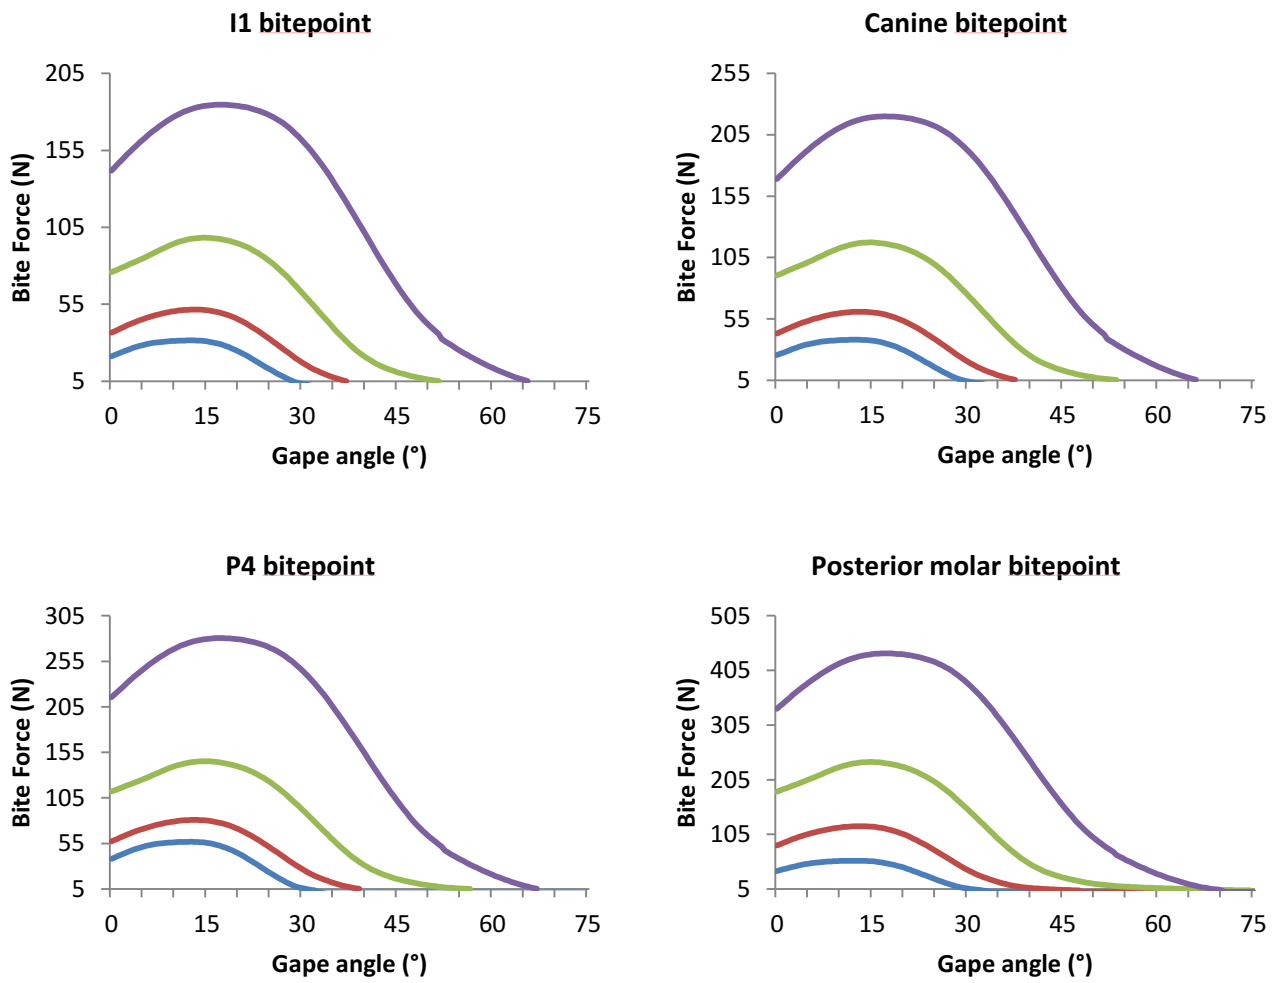 I1 bitepoint
205
155
105
55
5
Bite Force (N)
0 15 30 45 60 75
Gape angle (°)
Canine bitepoint
255
205
155
105
55
5
Bite Force (N)
0 15 30 45 60 75
Gape angle (°)
P4 bitepoint
305
255
205
155
105
55
5
Bite Force (N)
0 15 30 45 60 75
Gape angle (°)
Posterior molar bitepoint
505
405
305
205
105
5
Bite Force (N)
0 15 30 45 60 75
Gape angle (°)